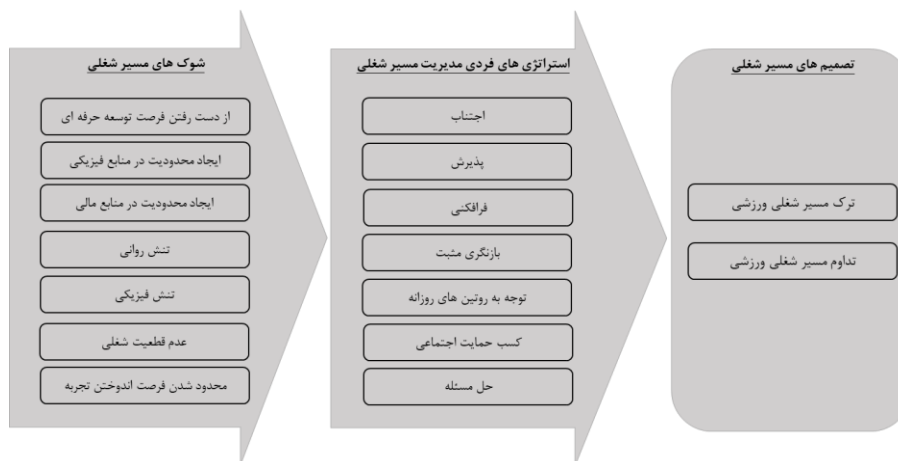 شوک های مسیر شغلی
از دست رفتن فرصت توسعه حرفه ای
ایجاد محدودیت در منابع فیزیکی
ایجاد محدودیت در منابع مالی
تنش روانی
تنش فیزیکی
عدم قطعیت شغلی
محدود شدن فرصت اندوختن تجربه
استراتژی های فردی مدیریت مسیر شغلی
اجتناب
پذیرش
فرافکنی
بازنگری مثبت
توجه به روتین های روزانه
کسب حمایت اجتماعی
حل مسئله
تصمیم های مسیر شغلی
ترک مسیر شغلی ورزشی
تداوم مسیر شغلی ورزشی